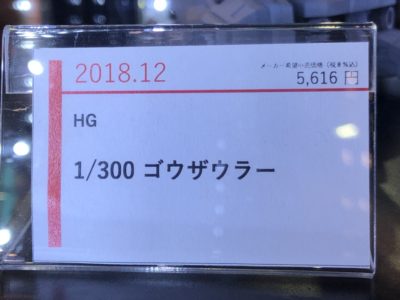 2018.12
メーカー希望小売価格（税8%込）
5,616 円
HG
1/300 ゴウザウラー